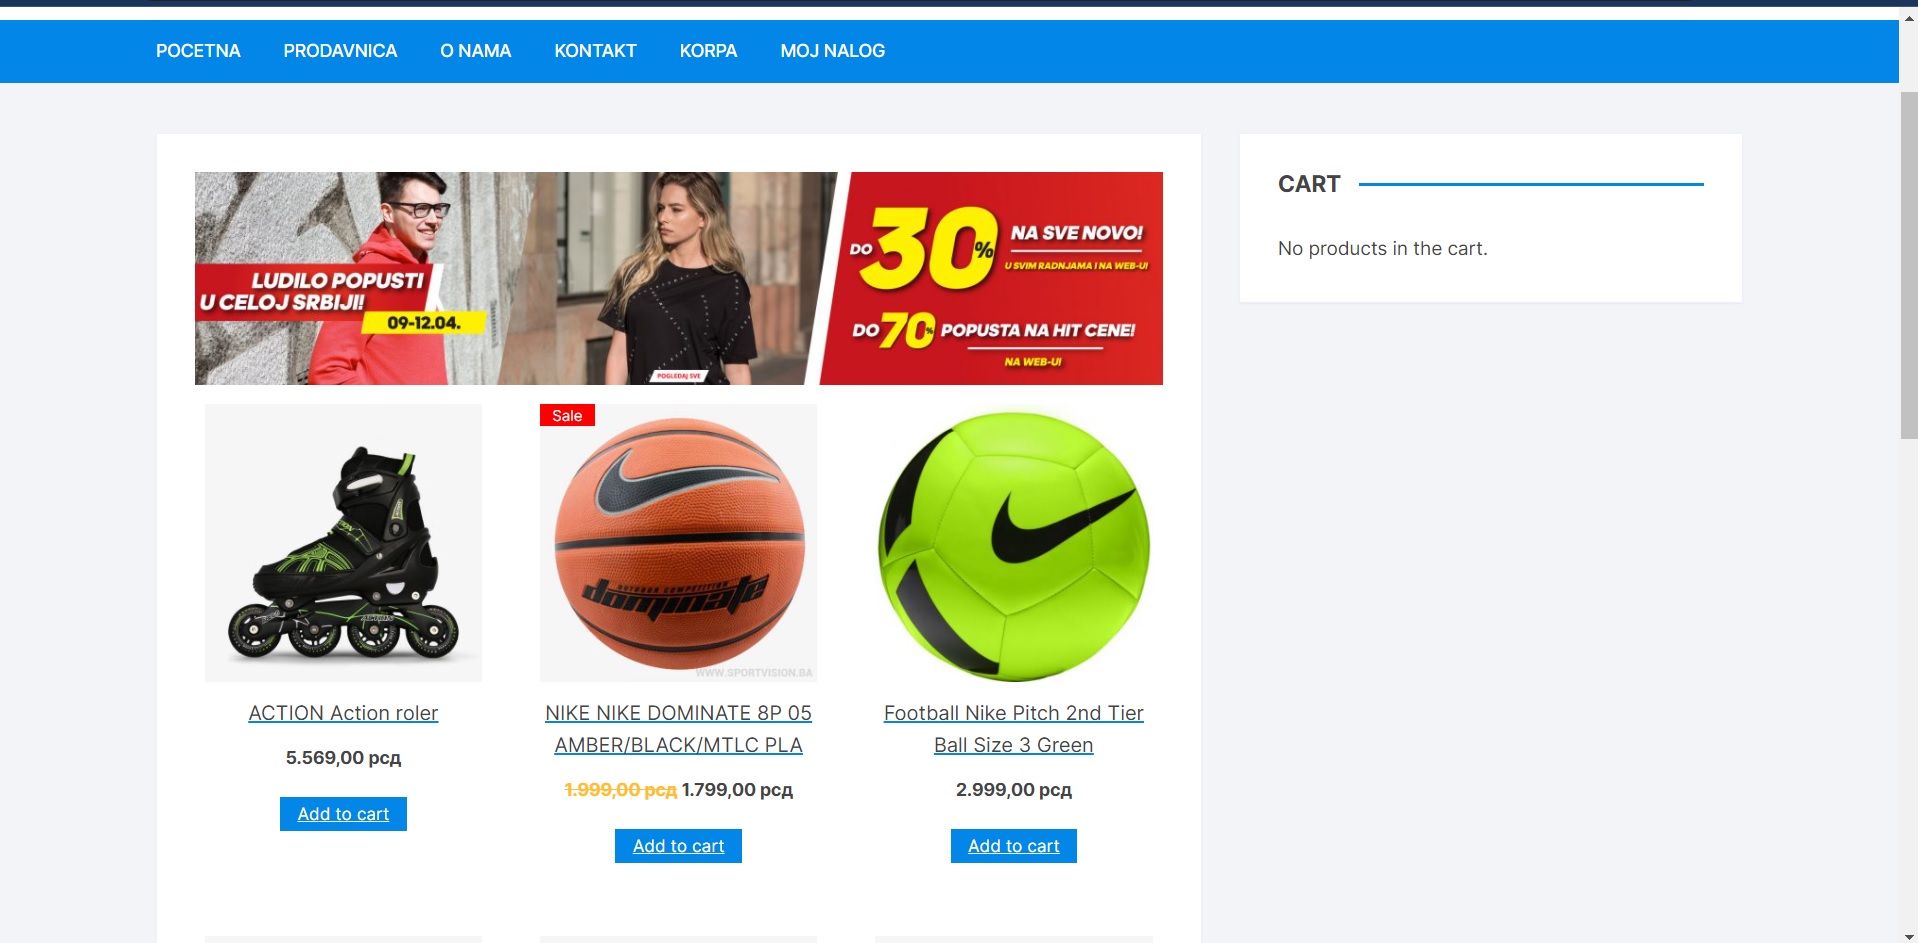 POCETNA PRODAVNICA O NAMA KONTAKT KORPA MOJ NALOG
LUDILO POPUSTI
U CELOJ SRBIJI!
09-12.04.
POGLEDAJ SVE
DO 30% NA SVE NOVO!
U SVIM RADNJAMA I NA WEB-U!
DO 70% POPUSTA NA HIT CENE!
NA WEB-U!
CART
No products in the cart.
ACTION
ACTION Action roler
5.569,00 рсд
Add to cart
Sale
OUTDOOR COMPETITION
dominate
WWW.SPORTVISION.BA
NIKE NIKE DOMINATE 8P 05
AMBER/BLACK/MTLC PLA
1.999,00 рсд 1.799,00 рсд
Add to cart
Football Nike Pitch 2nd Tier
Ball Size 3 Green
2.999,00 рсд
Add to cart